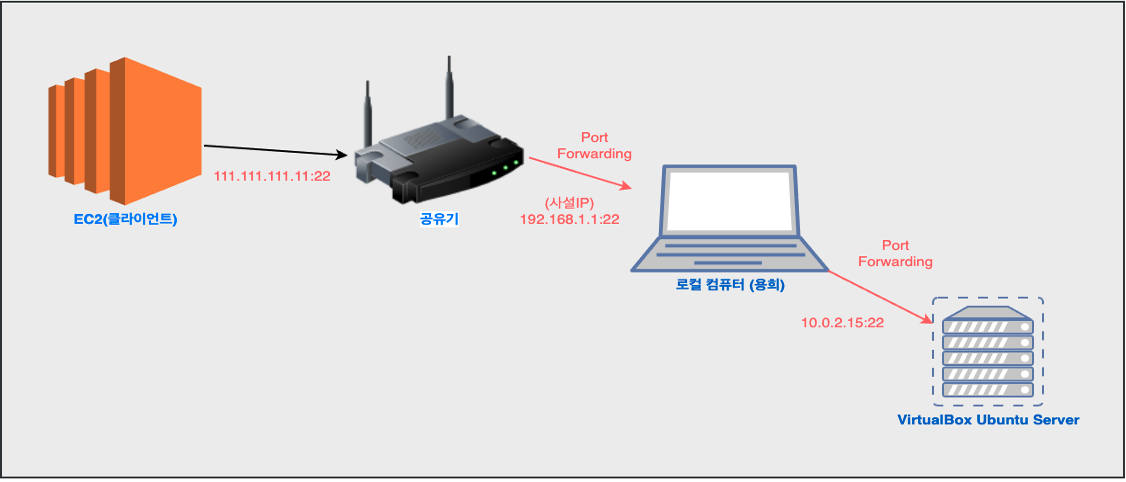 111.111.111.11:22
EC2(클라이언트)
공유기
Port
Forwarding
(사설IP)
192.168.1.1:22
로컬 컴퓨터 (용희)
Port
Forwarding
10.0.2.15:22
VirtualBox Ubuntu Server